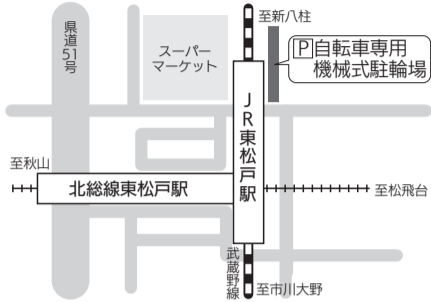 至新八柱
県道51号
スーパー
マーケット
P自転車専用
機械式駐輪場
JR東松戸駅
至秋山
北総線東松戸駅
至松飛台
武蔵野線
至市川大野